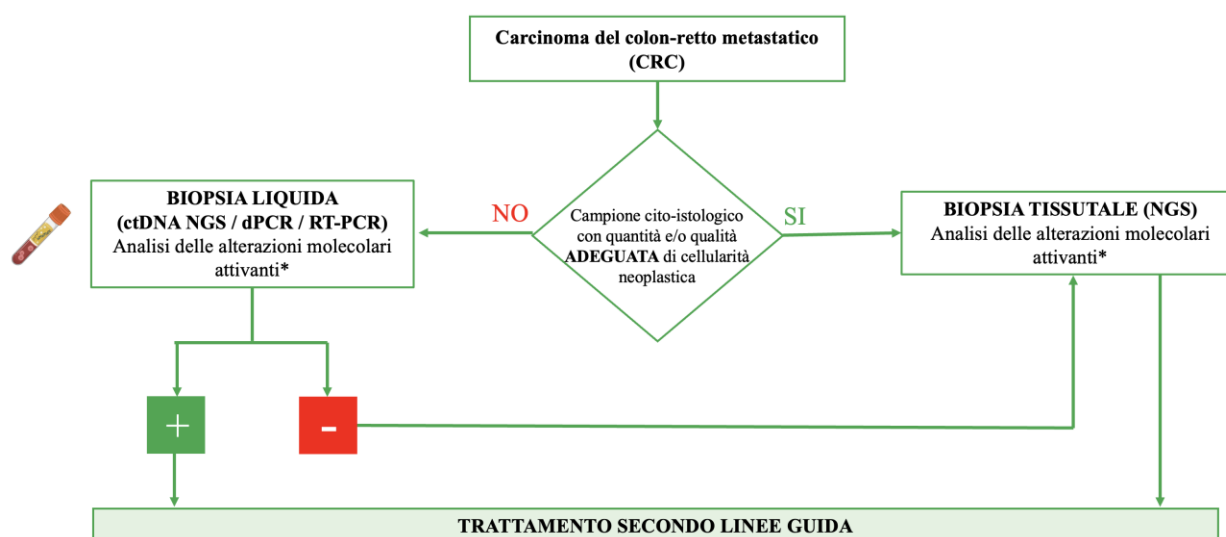 Carcinoma del colon-retto metastatico
(CRC)
BIOPSIA LIQUIDA
(ctDNA NGS / dPCR / RT-PCR)
Analisi delle alterazioni molecolari
attivanti*
NO
Campione cito-istologico
con quantità e/o qualità
ADEGUATA di cellularità
neoplastica
SI
BIOPSIA TISSUTALE (NGS)
Analisi delle alterazioni molecolari
attivanti*
+
-
TRATTAMENTO SECONDO LINEE GUIDA